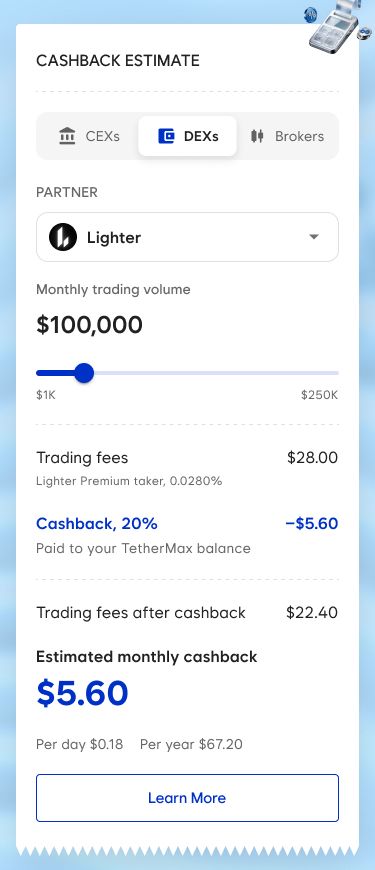 CASHBACK ESTIMATE
CEXs DEXs Brokers
PARTNER
Lighter
Monthly trading volume
$100,000
$1K $250K
Trading fees $28.00
Lighter Premium taker, 0.0280%
Cashback, 20% −$5.60
Paid to your TetherMax balance
Trading fees after cashback $22.40
Estimated monthly cashback
$5.60
Per day $0.18 Per year $67.20
Learn More